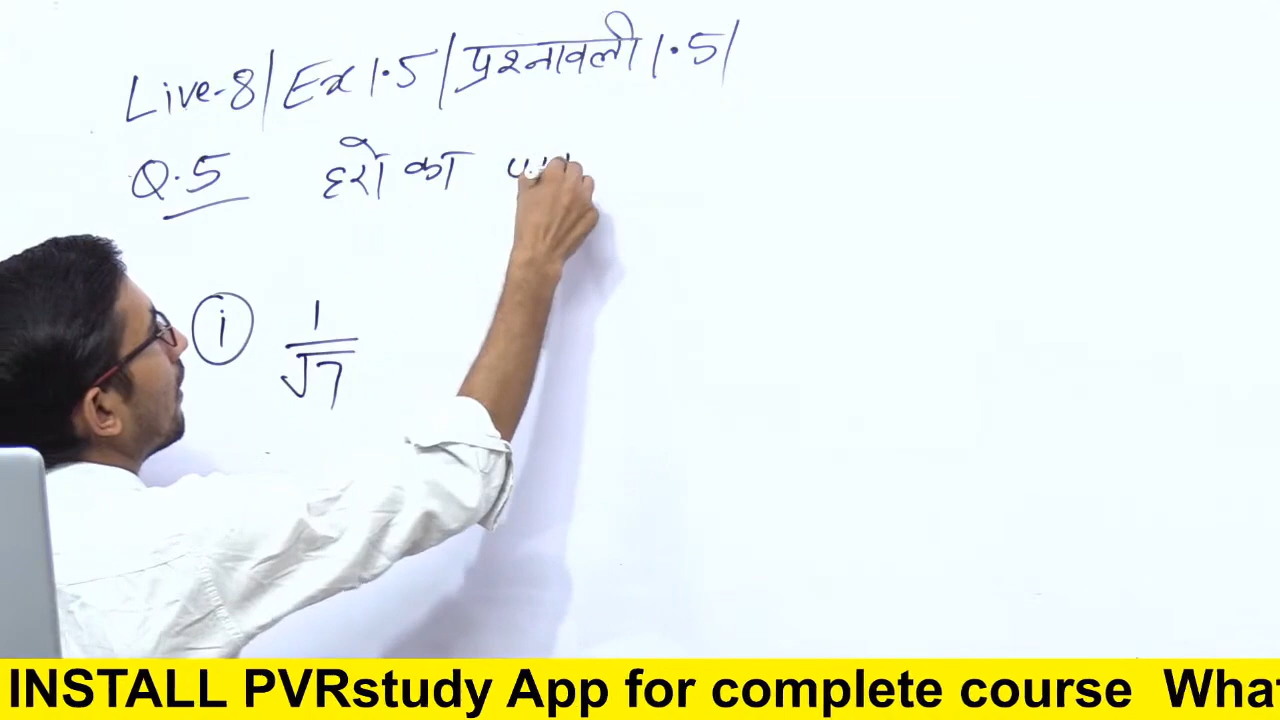 Live-8| Ex 1.5 | प्रश्नावली 1.5|
Q.5 हरों का
i 1/√7
INSTALL PVRstudy App for complete course What